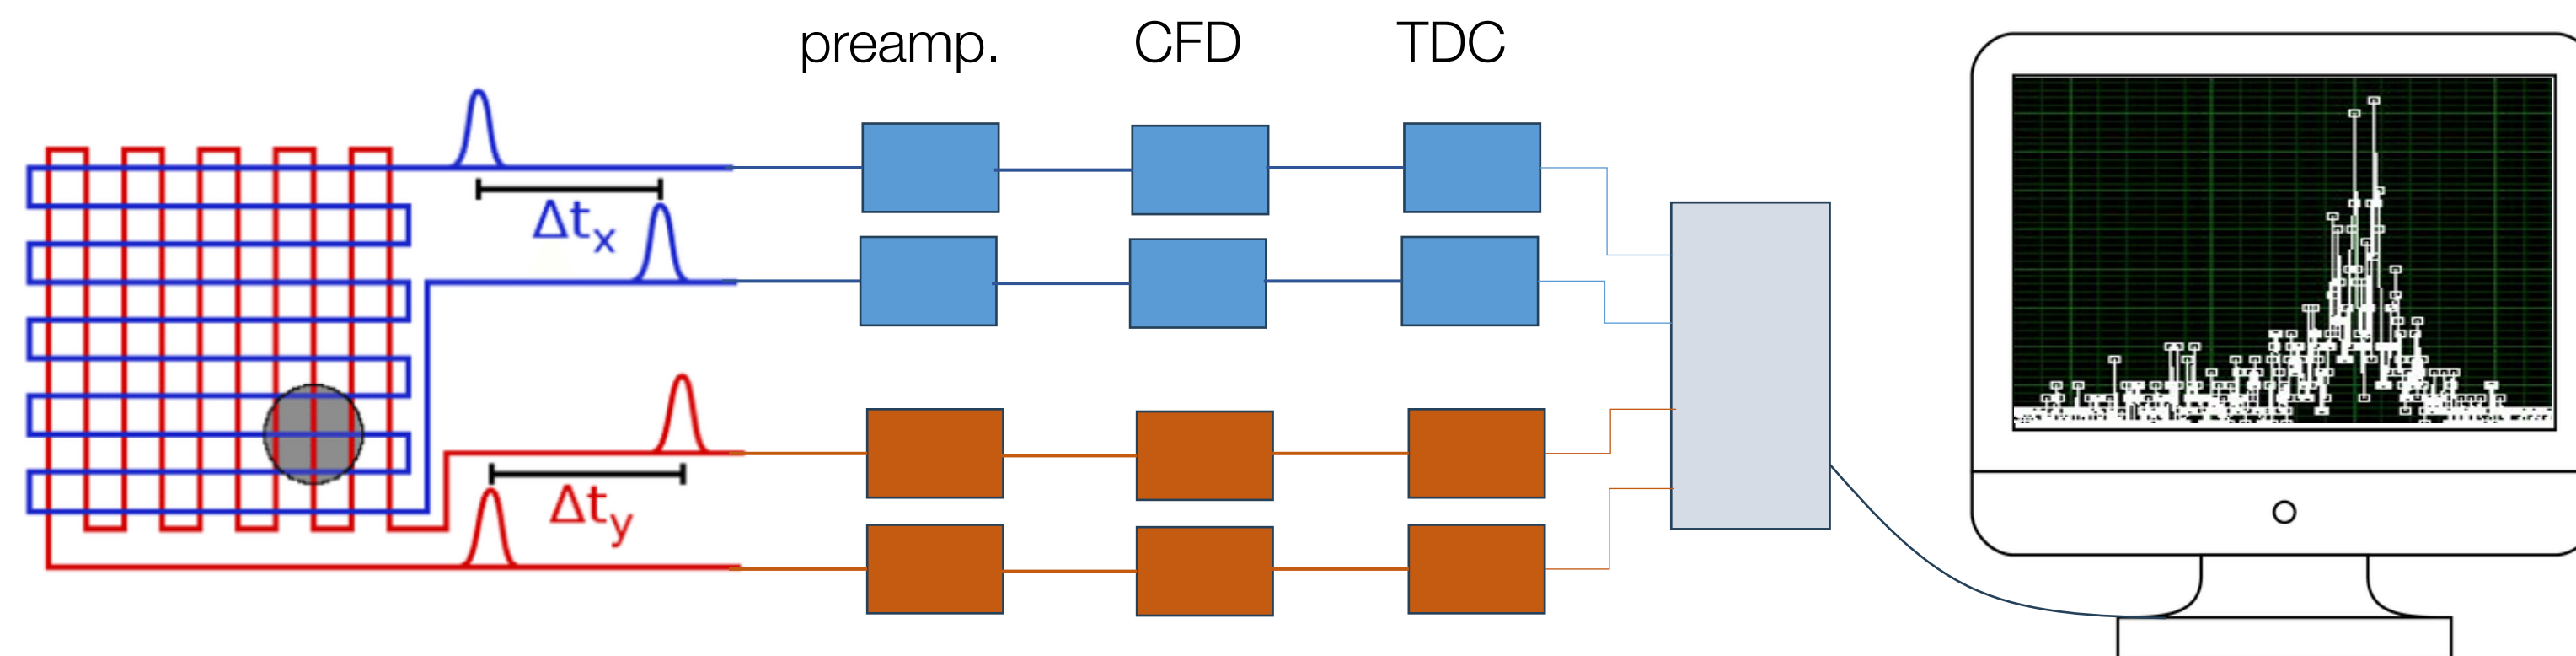 preamp. CFD TDC
Δtx
Δty